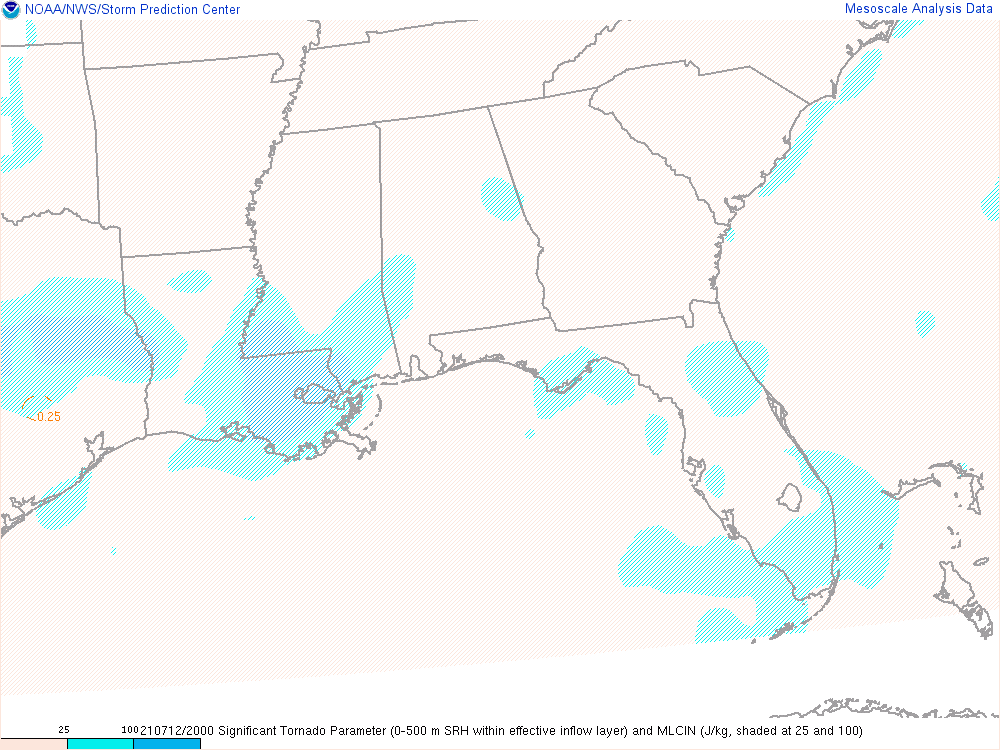 NOAA/NWS/Storm Prediction Center
Mesoscale Analysis Data
0.25
25
100
210712/2000 Significant Tornado Parameter (0-500 m SRH within effective inflow layer) and MLCIN (J/kg, shaded at 25 and 100)